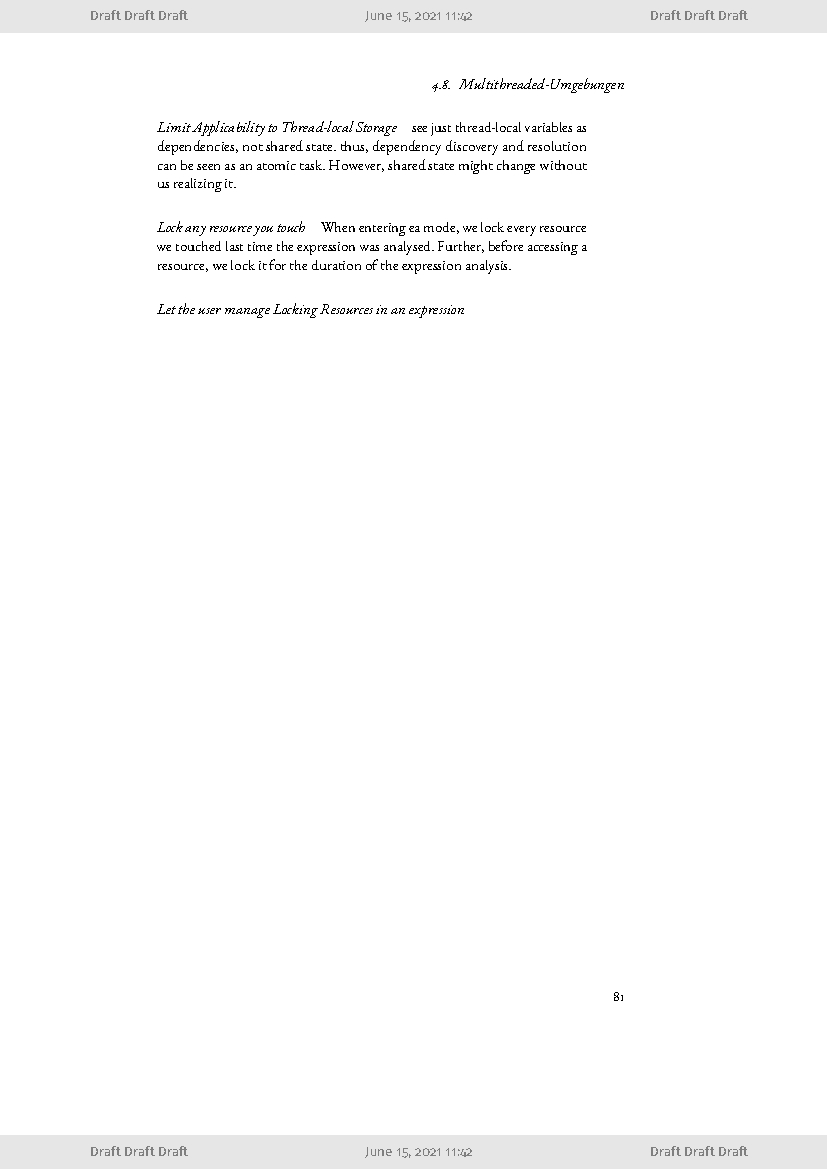 Draft Draft Draft June 15, 2021 11:42 Draft Draft Draft
4.8. Multithreaded-Umgebungen
Limit Applicability to Thread-local Storage see just thread-local variables as
dependencies, not shared state. thus, dependency discovery and resolution
can be seen as an atomic task. However, shared state might change without
us realizing it.
Lock any resource you touch When entering ea mode, we lock every resource
we touched last time the expression was analysed. Further, before accessing a
resource, we lock it for the duration of the expression analysis.
Let the user manage Locking Resources in an expression
81
Draft Draft Draft June 15, 2021 11:42 Draft Draft Draft